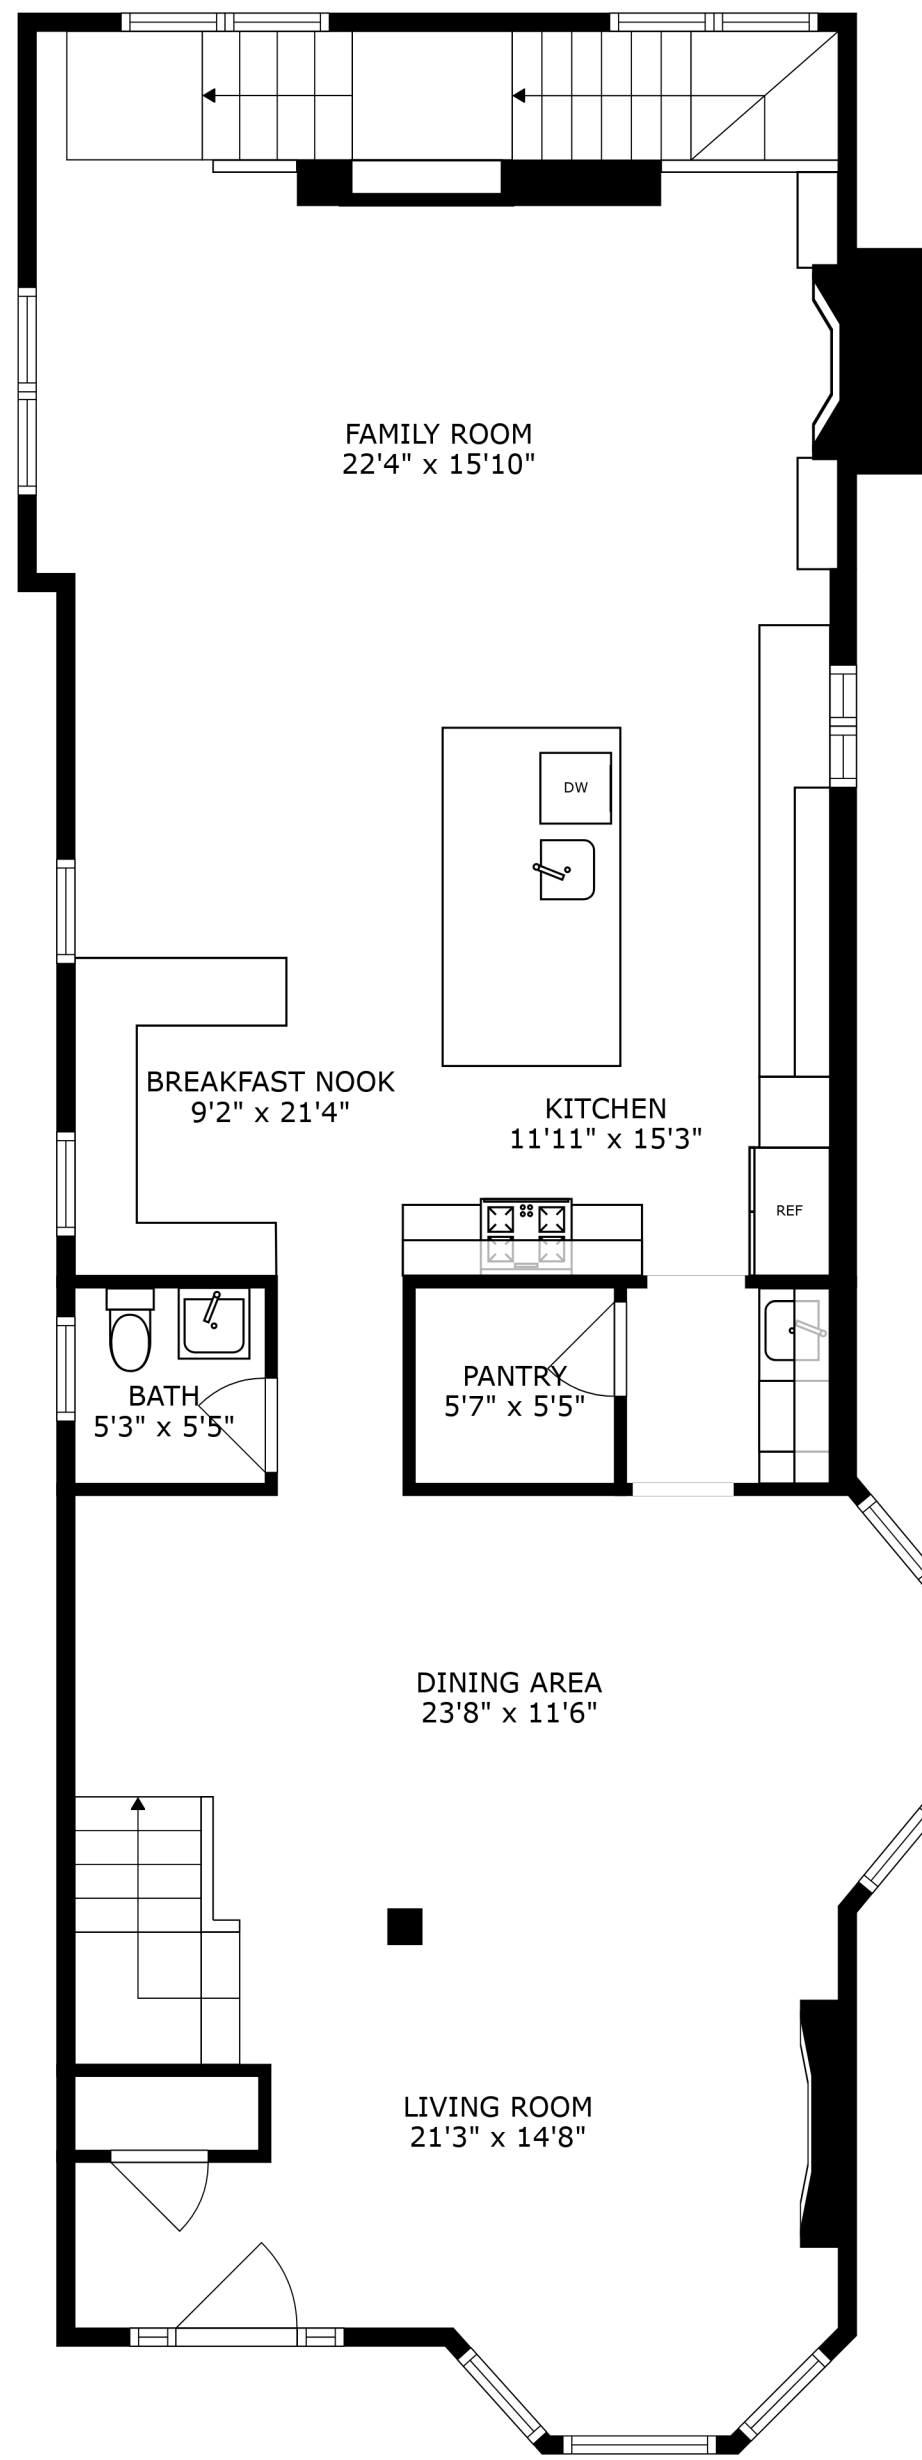 FAMILY ROOM
22'4" x 15'10"
DW
BREAKFAST NOOK
9'2" x 21'4"
KITCHEN
11'11" x 15'3"
REF
PANTRY
5'7" x 5'5"
BATH
5'3" x 5'5"
DINING AREA
23'8" x 11'6"
LIVING ROOM
21'3" x 14'8"